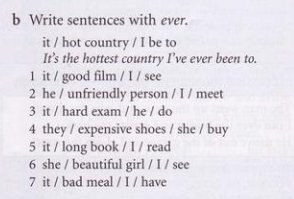 b Write sentences with ever.
it / hot country / I be to
It's the hottest country I've ever been to.
1 it / good film / I / see
2 he / unfriendly person / I / meet
3 it / hard exam / he / do
4 they / expensive shoes / she / buy
5 it / long book / I / read
6 she / beautiful girl / I / see
7 it / bad meal / I / have